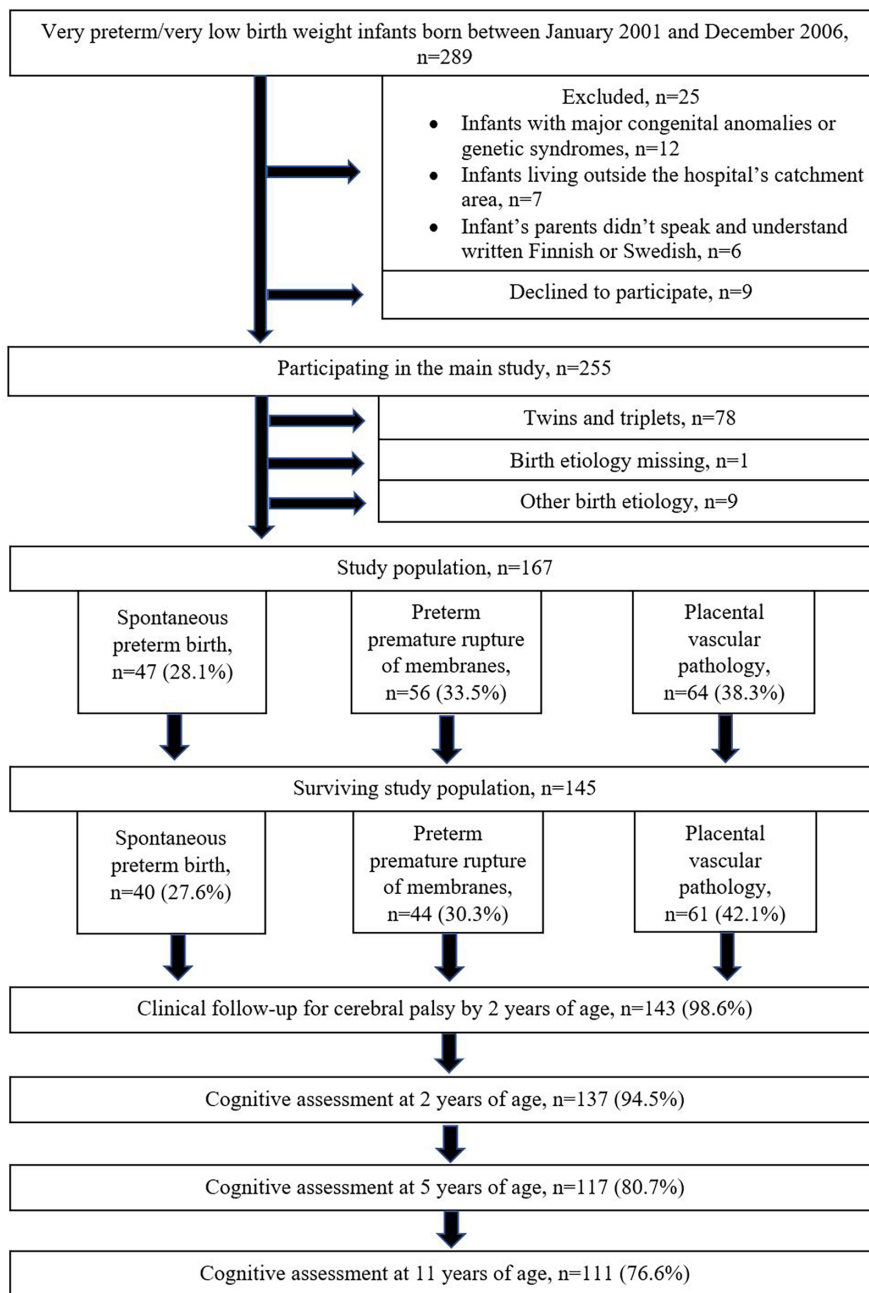 Very preterm/very low birth weight infants born between January 2001 and December 2006,
n=289
Excluded, n=25
• Infants with major congenital anomalies or
genetic syndromes, n=12
• Infants living outside the hospital’s catchment
area, n=7
• Infant’s parents didn’t speak and understand
written Finnish or Swedish, n=6
Declined to participate, n=9
Participating in the main study, n=255
Twins and triplets, n=78
Birth etiology missing, n=1
Other birth etiology, n=9
Study population, n=167
Spontaneous
preterm birth,
n=47 (28.1%)
Preterm
premature rupture
of membranes,
n=56 (33.5%)
Placental
vascular
pathology,
n=64 (38.3%)
Surviving study population, n=145
Spontaneous
preterm birth,
n=40 (27.6%)
Preterm
premature rupture
of membranes,
n=44 (30.3%)
Placental
vascular
pathology,
n=61 (42.1%)
Clinical follow-up for cerebral palsy by 2 years of age, n=143 (98.6%)
Cognitive assessment at 2 years of age, n=137 (94.5%)
Cognitive assessment at 5 years of age, n=117 (80.7%)
Cognitive assessment at 11 years of age, n=111 (76.6%)